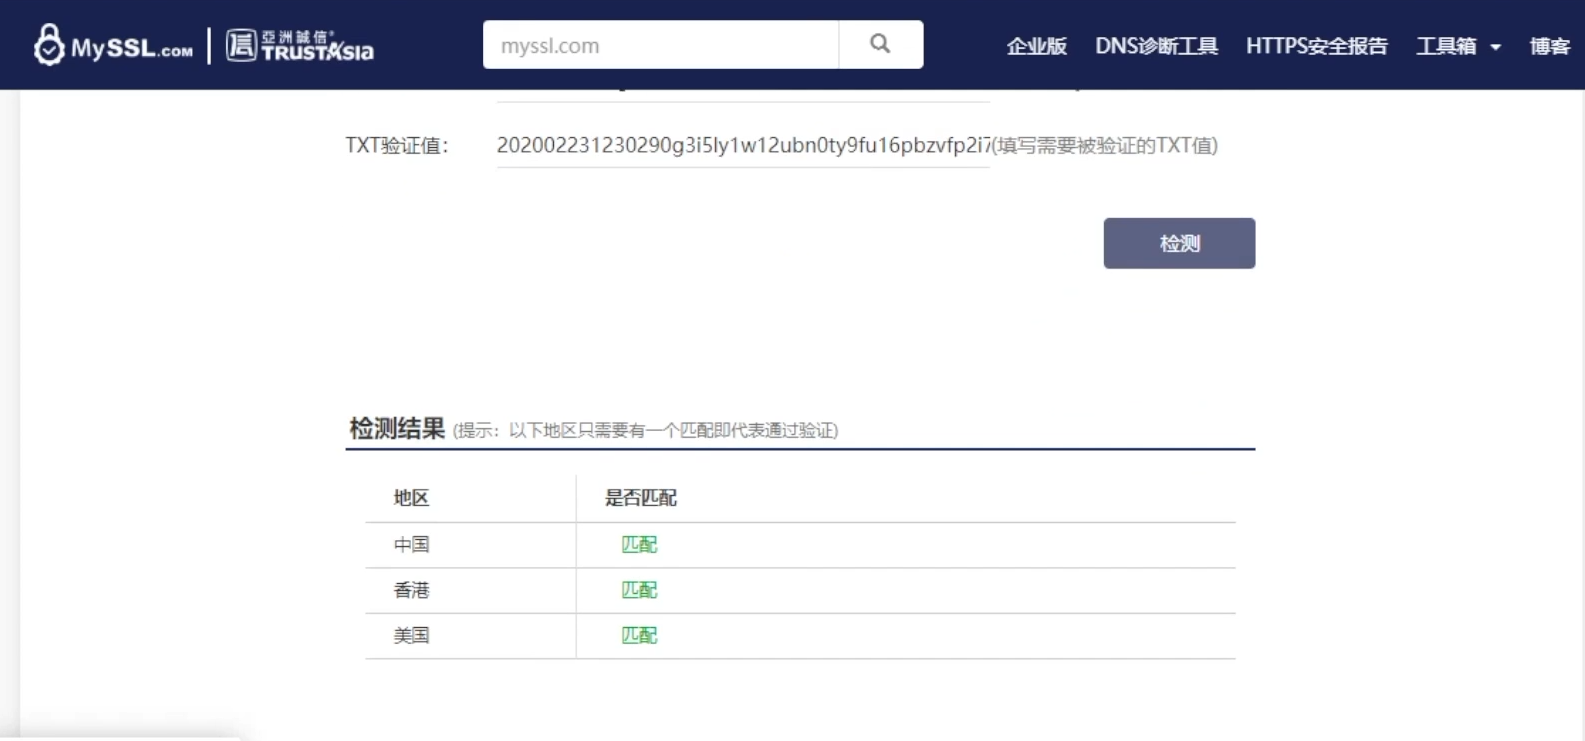 MySSL.COM 亞洲誠信® TRUSTASIA myssl.com 企业版 DNS诊断工具 HTTPS安全报告 工具箱 博客
TXT验证值： 202002231230290g3i5ly1w12ubn0ty9fu16pbzvfp2i7 (填写需要被验证的TXT值)
检测
检测结果 (提示：以下地区只需要有一个匹配即代表通过验证)
地区 是否匹配
中国 匹配
香港 匹配
美国 匹配